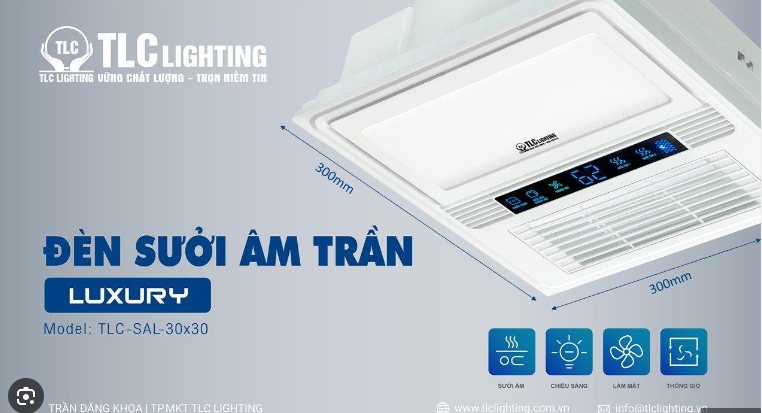 TLC
TLC LIGHTING
TLC LIGHTING VỮNG CHẤT LƯỢNG - TRỌN NIỀM TIN
TLC LIGHTING
62
300mm
300mm
ĐÈN SƯỞI ÂM TRẦN
LUXURY
Model: TLC-SAL-30x30
SƯỞI ẤM
CHIẾU SÁNG
LÀM MÁT
THÔNG GIÓ
TRẦN ĐĂNG KHOA | TP.MKT TLC LIGHTING
www.tlclighting.com.vn
info@tlclighting.vn